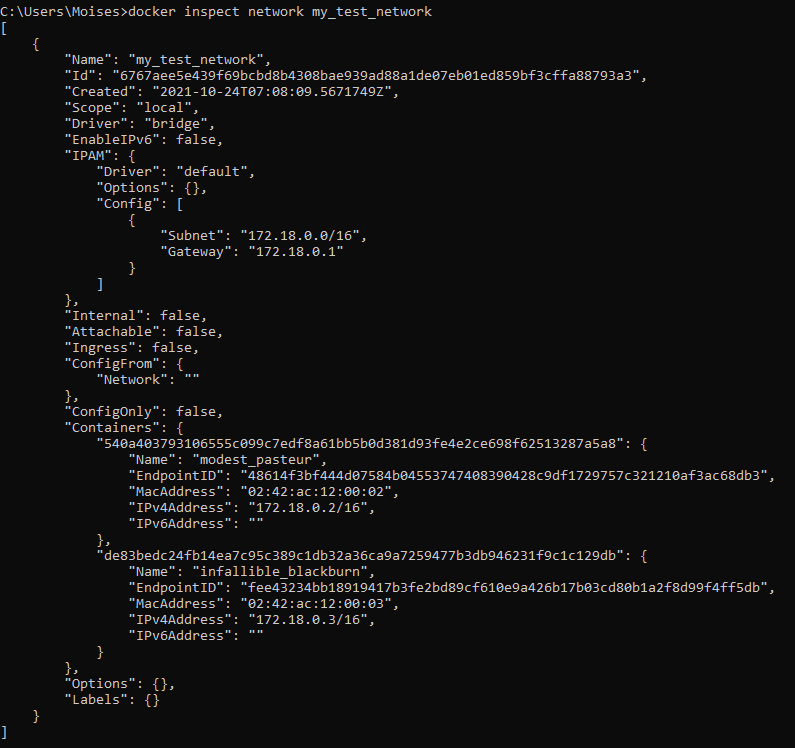 C:\Users\Moises>docker inspect network my_test_network
[
    {
        "Name": "my_test_network",
        "Id": "6767aee5e439f69bcbd8b4308bae939ad88a1de07eb01ed859bf3cffa88793a3",
        "Created": "2021-10-24T07:08:09.5671749Z",
        "Scope": "local",
        "Driver": "bridge",
        "EnableIPv6": false,
        "IPAM": {
            "Driver": "default",
            "Options": {},
            "Config": [
                {
                    "Subnet": "172.18.0.0/16",
                    "Gateway": "172.18.0.1"
                }
            ]
        },
        "Internal": false,
        "Attachable": false,
        "Ingress": false,
        "ConfigFrom": {
            "Network": ""
        },
        "ConfigOnly": false,
        "Containers": {
            "540a403793106555c099c7edf8a61bb5b0d381d93fe4e2ce698f62513287a5a8": {
                "Name": "modest_pasteur",
                "EndpointID": "48614f3bf444d07584b04553747408390428c9df1729757c321210af3ac68db3",
                "MacAddress": "02:42:ac:12:00:02",
                "IPv4Address": "172.18.0.2/16",
                "IPv6Address": ""
            },
            "de83bedc24fb14ea7c95c389c1db32a36ca9a7259477b3db946231f9c1c129db": {
                "Name": "infallible_blackburn",
                "EndpointID": "fee43234bb18919417b3fe2bd89cf610e9a426b17b03cd80b1a2f8d99f4ff5db",
                "MacAddress": "02:42:ac:12:00:03",
                "IPv4Address": "172.18.0.3/16",
                "IPv6Address": ""
            }
        },
        "Options": {},
        "Labels": {}
    }
]